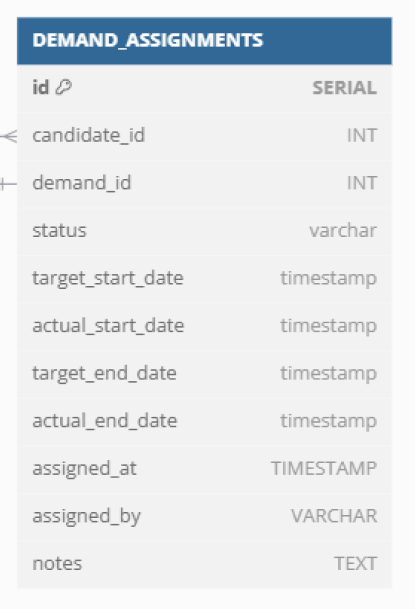 DEMAND_ASSIGNMENTS
id SERIAL
candidate_id INT
demand_id INT
status varchar
target_start_date timestamp
actual_start_date timestamp
target_end_date timestamp
actual_end_date timestamp
assigned_at TIMESTAMP
assigned_by VARCHAR
notes TEXT